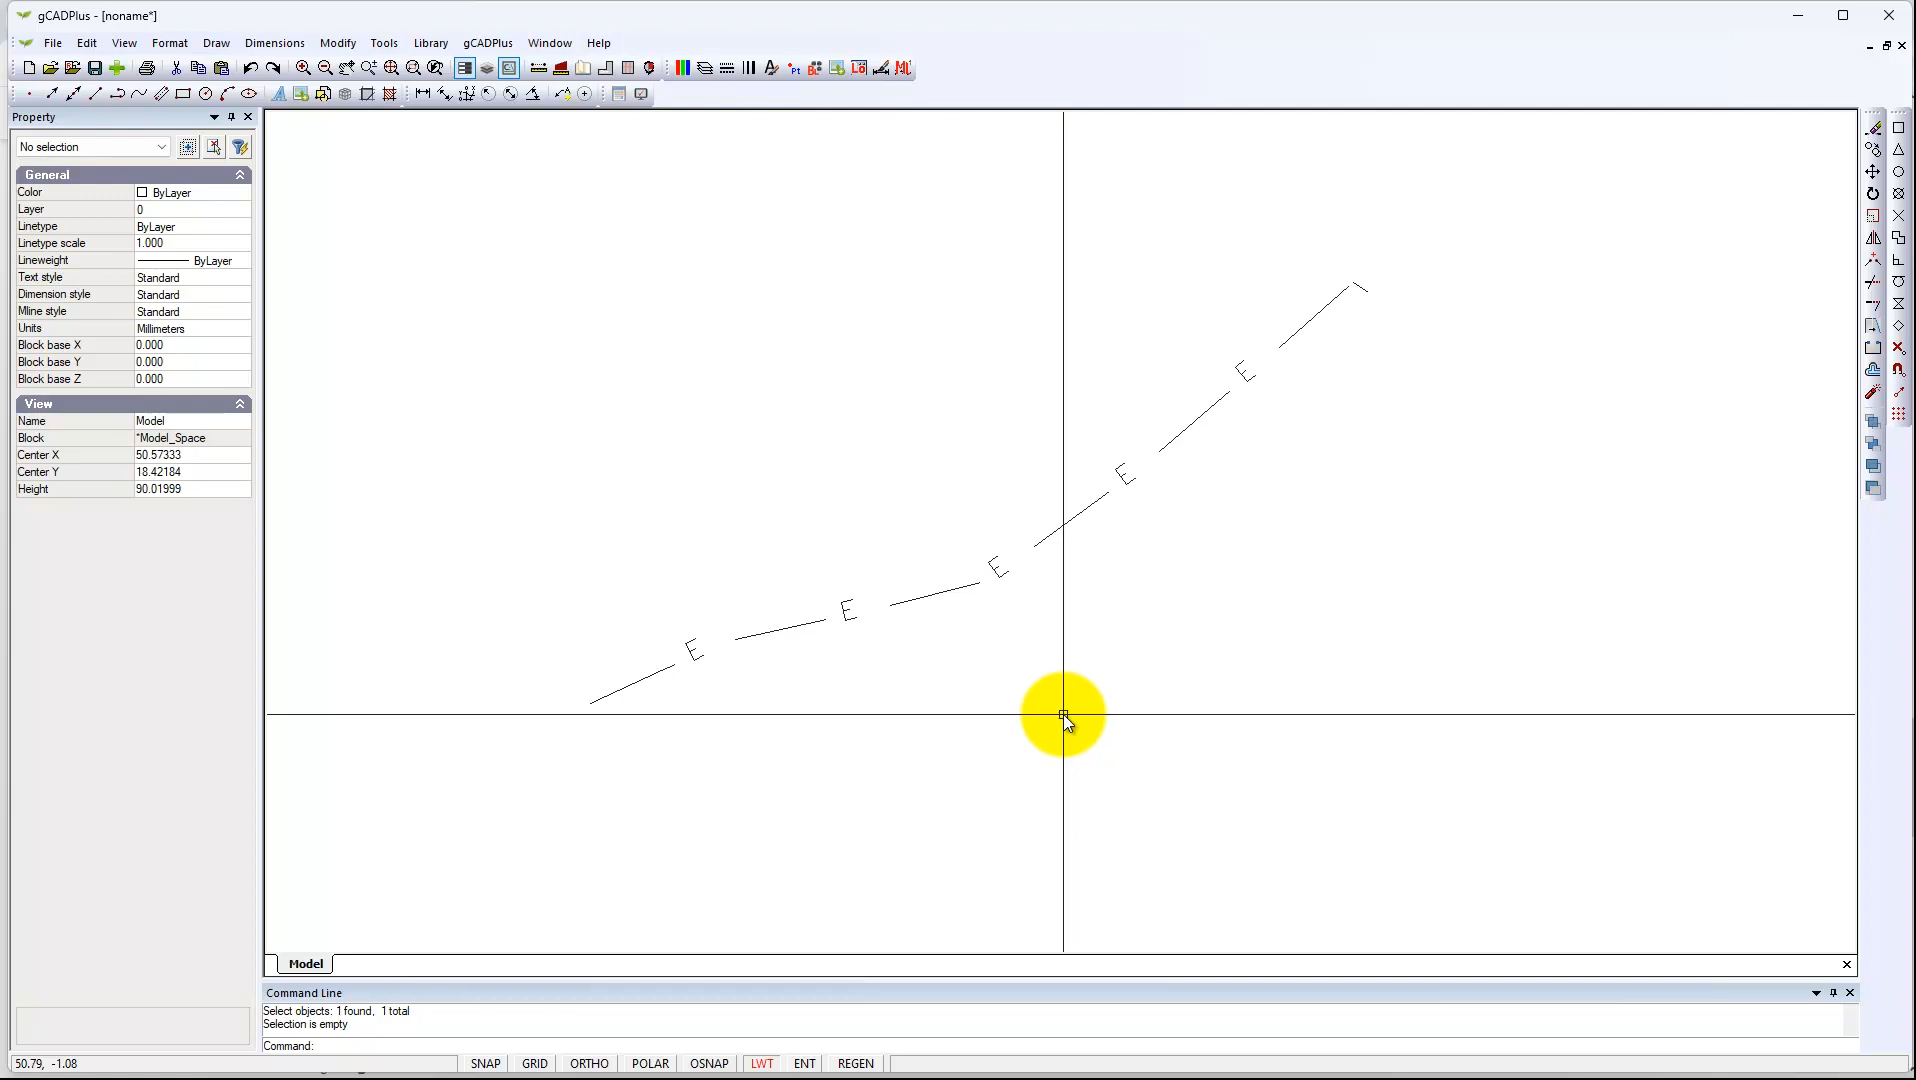 gCADPlus - [noname*]
File Edit View Format Draw Dimensions Modify Tools Library gCADPlus Window Help
Property
No selection
General
Color ByLayer
Layer 0
Linetype ByLayer
Linetype scale 1.000
Lineweight ByLayer
Text style Standard
Dimension style Standard
Mline style Standard
Units Millimeters
Block base X 0.000
Block base Y 0.000
Block base Z 0.000
View
Name Model
Block *Model_Space
Center X 50.57333
Center Y 18.42184
Height 90.01999
E
E
E
E
E
Model
Command Line
Select objects: 1 found, 1 total
Selection is empty
Command:
50.79, -1.08 SNAP GRID ORTHO POLAR OSNAP LWT ENT REGEN